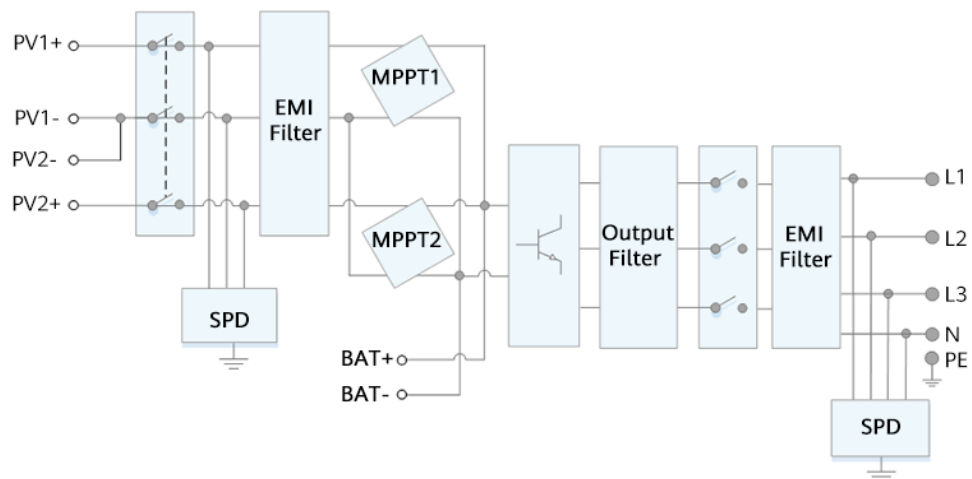 PV1+
PV1-
PV2-
PV2+
EMI
Filter
MPPT1
MPPT2
SPD
BAT+
BAT-
Output
Filter
EMI
Filter
L1
L2
L3
N
PE
SPD